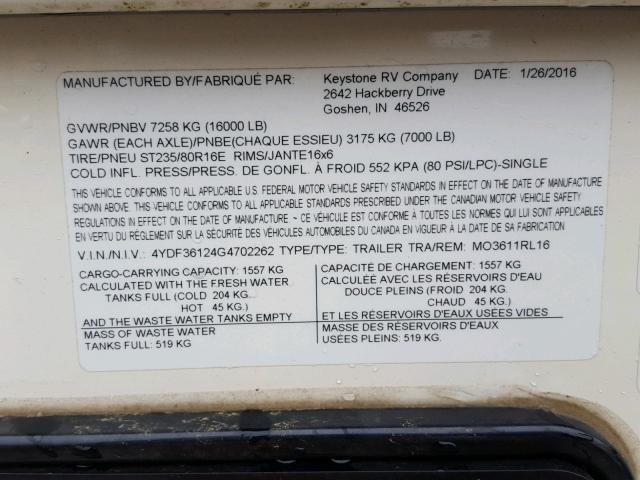 MANUFACTURED BY/FABRIQUÉ PAR: Keystone RV Company DATE: 1/26/2016
2642 Hackberry Drive
Goshen, IN 46526
GVWR/PNBV 7258 KG (16000 LB)
GAWR (EACH AXLE)/PNBE(CHAQUE ESSIEU) 3175 KG (7000 LB)
TIRE/PNEU ST235/80R16E RIMS/JANTE16x6
COLD INFL. PRESS/PRESS. DE GONFL. À FROID 552 KPA (80 PSI/LPC)-SINGLE
THIS VEHICLE CONFORMS TO ALL APPLICABLE U.S. FEDERAL MOTOR VEHICLE SAFETY STANDARDS IN EFFECT ON THE DATE OF MANUFACTURE
SHOWN ABOVE. THIS VEHICLE CONFORMS TO ALL APPLICABLE STANDARDS PRESCRIBED UNDER THE CANADIAN MOTOR VEHICLE SAFETY
REGULATIONS IN EFFECT ON THE DATE OF MANUFACTURE ~ CE VÉHICULE EST CONFORME À TOUTES LES NORMES QUI LUI SONT APPLICABLES
EN VERTU DU RÉGLEMENT SUR LA SÉCURITÉ DES VÉHICULES AUTOMOBILES DU CANADA EN VIGUEUR À LA DATE DE SA FABRICATION
V.I.N./N.I.V.: 4YDF36124G4702262 TYPE/TYPE: TRAILER TRA/REM: MO3611RL16
CARGO-CARRYING CAPACITY: 1557 KG
CALCULATED WITH THE FRESH WATER
TANKS FULL (COLD 204 KG.
HOT 45 KG.)
AND THE WASTE WATER TANKS EMPTY
MASS OF WASTE WATER
TANKS FULL: 519 KG
CAPACITÉ DE CHARGEMENT: 1557 KG
CALCULÉE AVEC LES RÉSERVOIRS D'EAU
DOUCE PLEINS (FROID 204 KG.
CHAUD 45 KG.)
ET LES RÉSERVOIRS D'EAUX USÉES VIDES
MASSE DES RÉSERVOIRS D'EAUX
USÉES PLEINS: 519 KG.